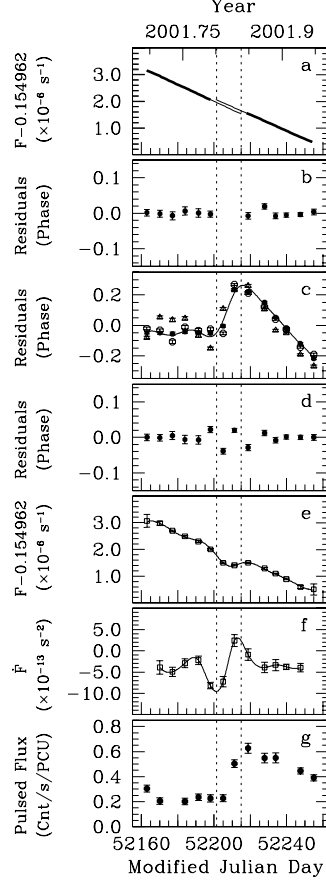 Year
2001.75 2001.9
a
F-0.154962
(×10⁻⁶ s⁻¹)
3.0
2.0
1.0
b
Residuals
(Phase)
0.1
0.0
−0.1
c
Residuals
(Phase)
0.2
0.0
−0.2
d
Residuals
(Phase)
0.1
0.0
−0.1
e
F-0.154962
(×10⁻⁶ s⁻¹)
3.0
2.0
1.0
f
Ḟ
(×10⁻¹³ s⁻²)
5.0
0.0
−5.0
−10.0
g
Pulsed Flux
(Cnt/s/PCU)
0.8
0.6
0.4
0.2
0.0
52160 52200 52240
Modified Julian Day